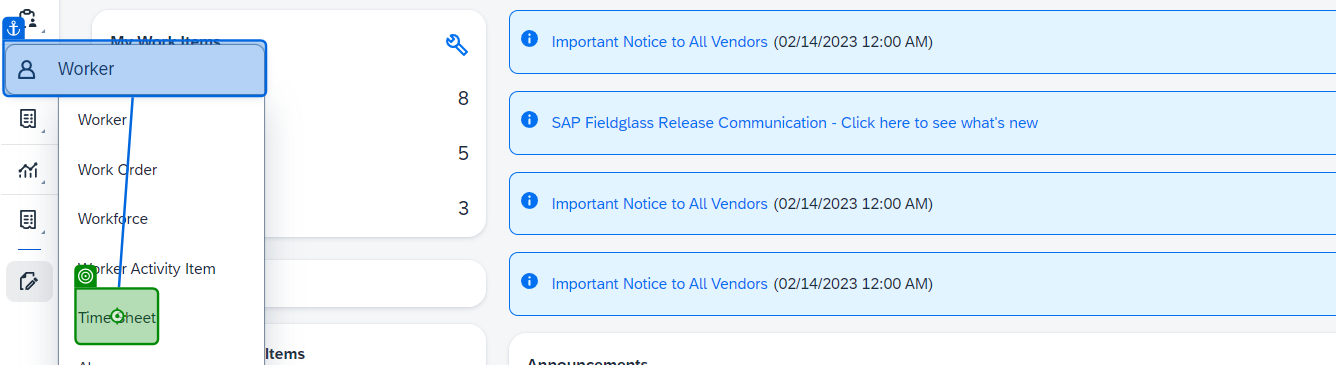 My Work Items
Worker
8
Worker
5
Work Order
3
Workforce
Worker Activity Item
Time Sheet
Items
Important Notice to All Vendors (02/14/2023 12:00 AM)
SAP Fieldglass Release Communication - Click here to see what's new
Important Notice to All Vendors (02/14/2023 12:00 AM)
Important Notice to All Vendors (02/14/2023 12:00 AM)
Announcements